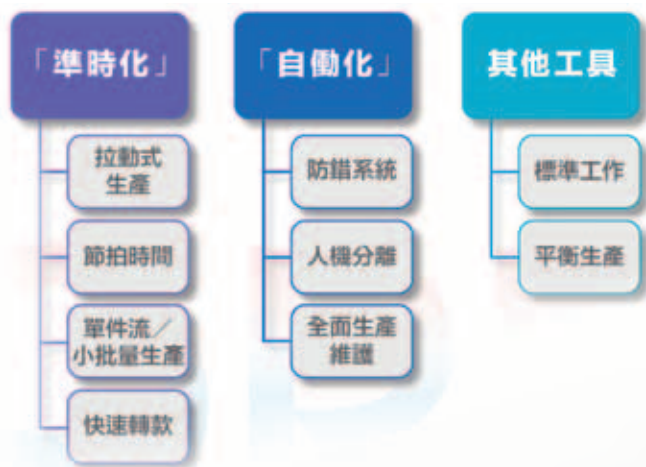 「準時化」
拉動式
生產
節拍時間
單件流／
小批量生產
快速轉款
「自働化」
防錯系統
人機分離
全面生產
維護
其他工具
標準工作
平衡生產